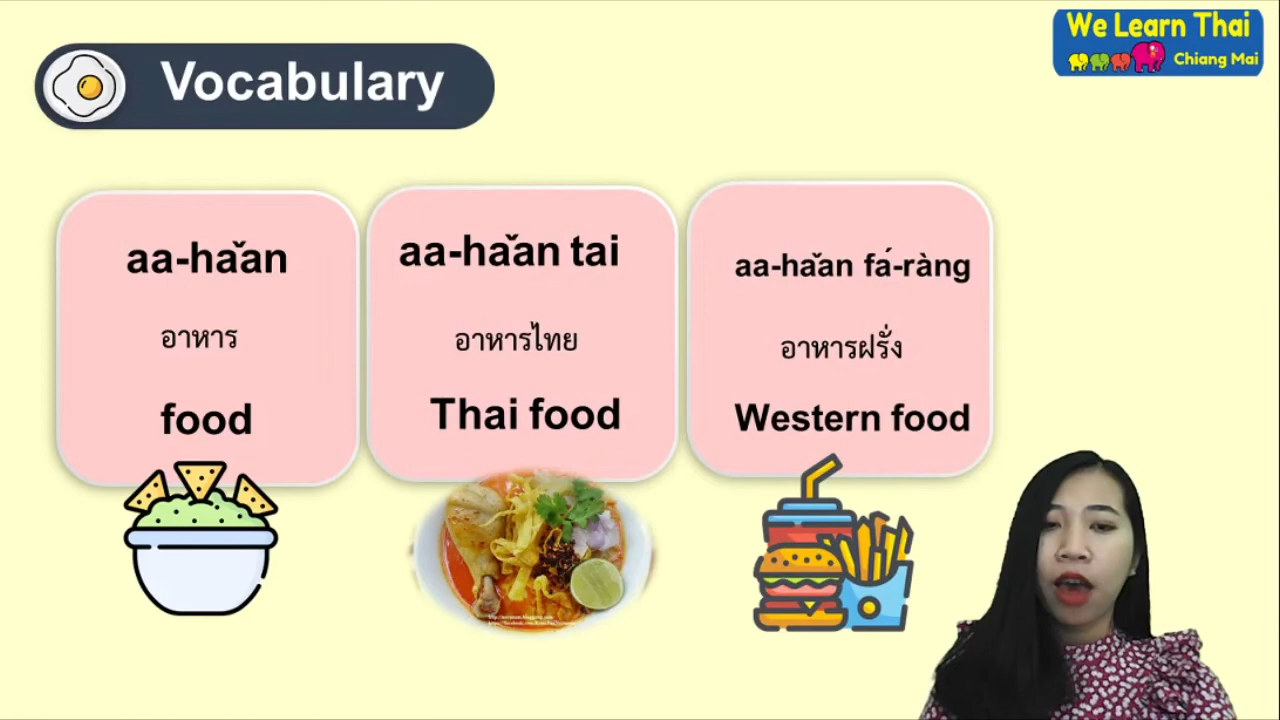 We Learn Thai
Chiang Mai
Vocabulary
aa-hǎan
อาหาร
food
aa-hǎan tai
อาหารไทย
Thai food
aa-hǎan fá-ràng
อาหารฝรั่ง
Western food